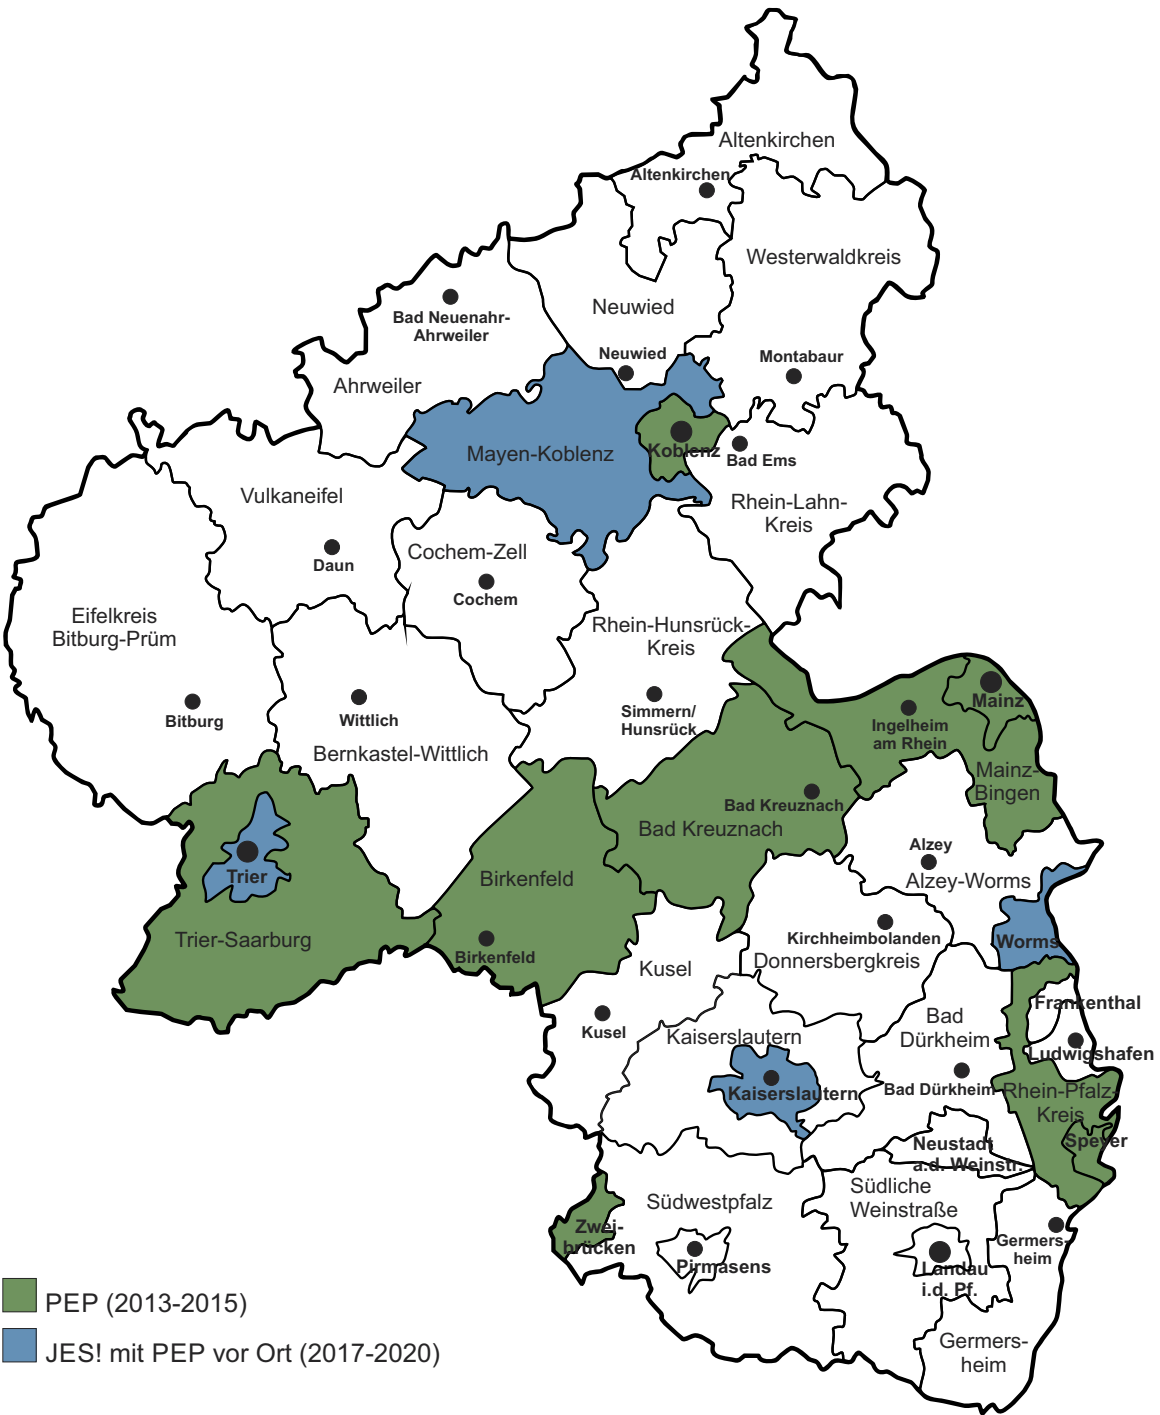 Altenkirchen
Altenkirchen
Westerwaldkreis
Neuwied
Bad Neuenahr-
Ahrweiler
Neuwied
Montabaur
Ahrweiler
Mayen-Koblenz
Koblenz
Bad Ems
Vulkaneifel
Rhein-Lahn-
Kreis
Daun
Cochem-Zell
Cochem
Eifelkreis
Bitburg-Prüm
Rhein-Hunsrück-
Kreis
Bitburg
Wittlich
Simmern/
Hunsrück
Mainz
Ingelheim
am Rhein
Bernkastel-Wittlich
Mainz-
Bingen
Bad Kreuznach
Bad Kreuznach
Alzey
Alzey-Worms
Trier
Birkenfeld
Trier-Saarburg
Birkenfeld
Kirchheimbolanden
Donnersbergkreis
Worms
Kusel
Kusel
Frankenthal
Kaiserslautern
Bad
Dürkheim
Ludwigshafen
Kaiserslautern
Bad Dürkheim
Rhein-Pfalz-
Kreis
Speyer
Neustadt
a.d. Weinstr.
Südwestpfalz
Südliche
Weinstraße
Zwei-
brücken
Pirmasens
Germers-
heim
Landau
i.d. Pf.
Germers-
heim
PEP (2013-2015)
JES! mit PEP vor Ort (2017-2020)